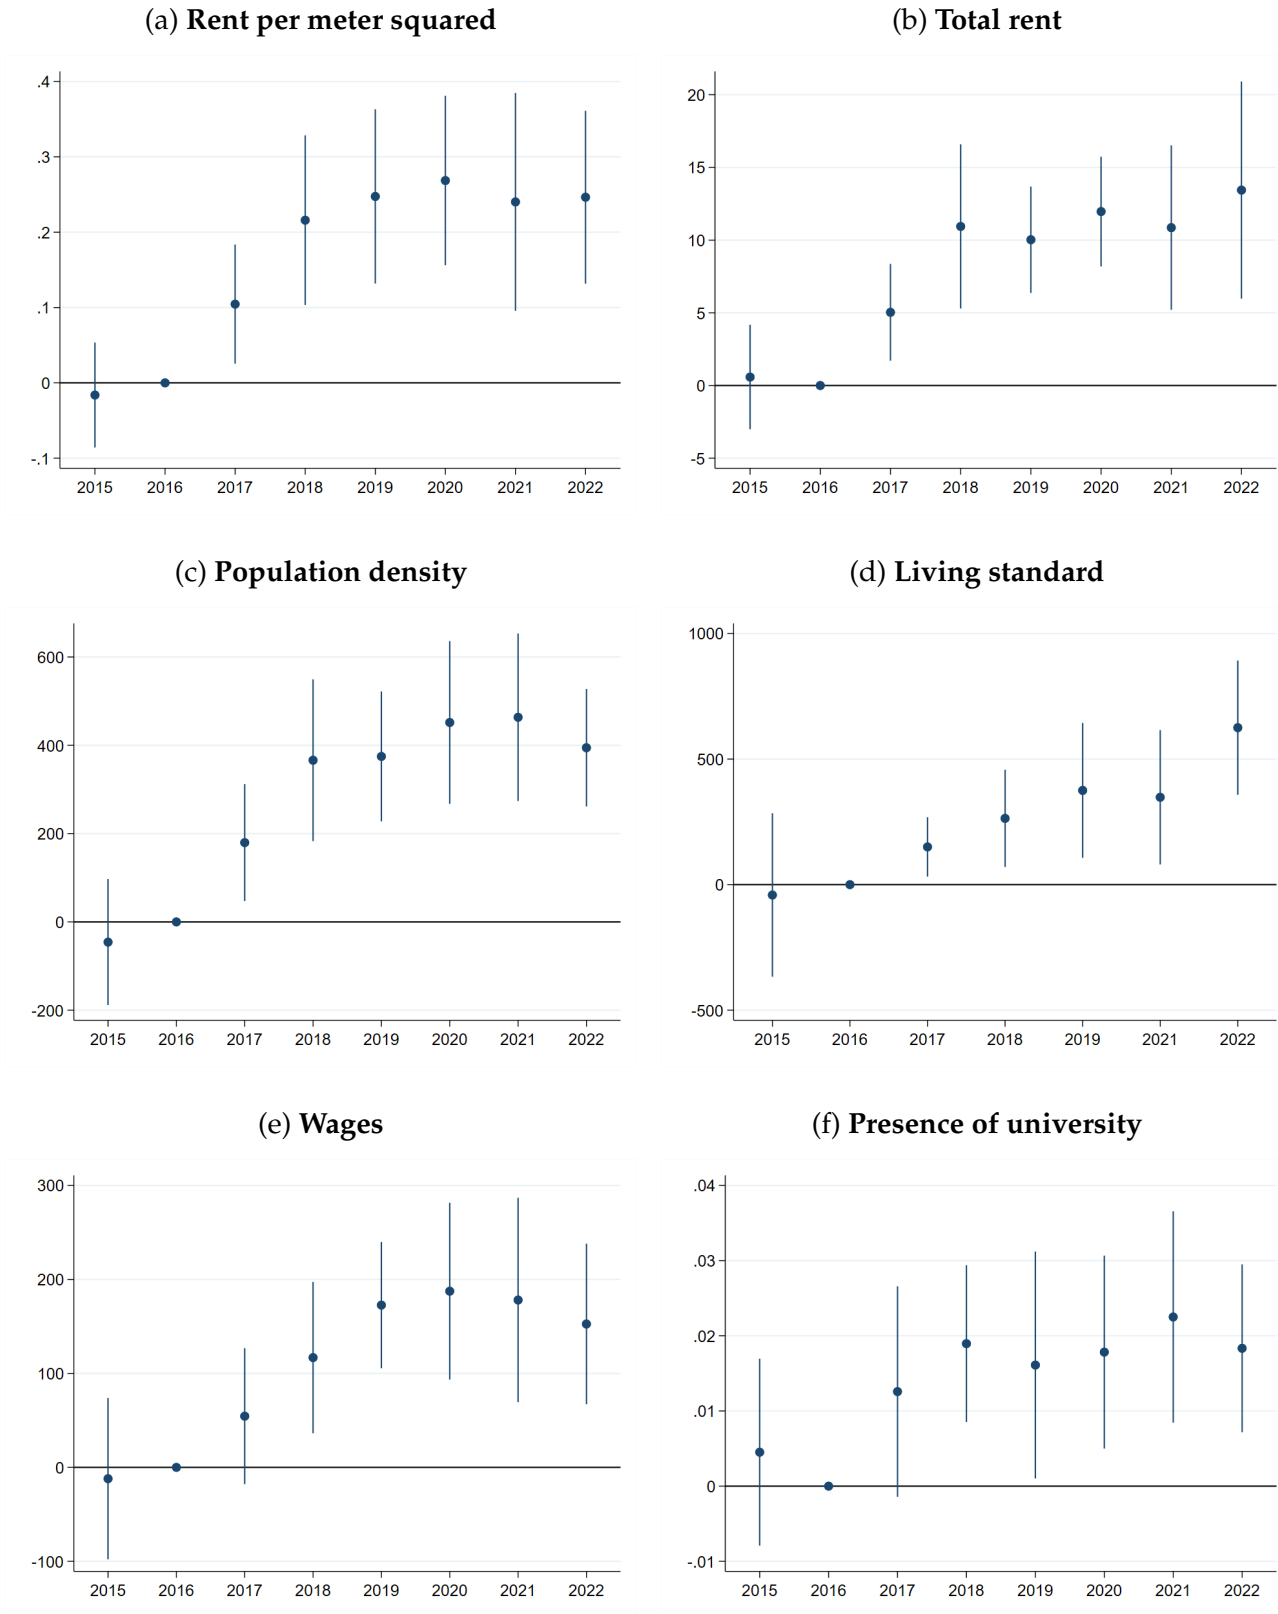 (a) Rent per meter squared
.4
.3
.2
.1
0
-.1
2015 2016 2017 2018 2019 2020 2021 2022
(b) Total rent
20
15
10
5
0
-5
2015 2016 2017 2018 2019 2020 2021 2022
(c) Population density
600
400
200
0
-200
2015 2016 2017 2018 2019 2020 2021 2022
(d) Living standard
1000
500
0
-500
2015 2016 2017 2018 2019 2021 2022
(e) Wages
300
200
100
0
-100
2015 2016 2017 2018 2019 2020 2021 2022
(f) Presence of university
.04
.03
.02
.01
0
-.01
2015 2016 2017 2018 2019 2020 2021 2022